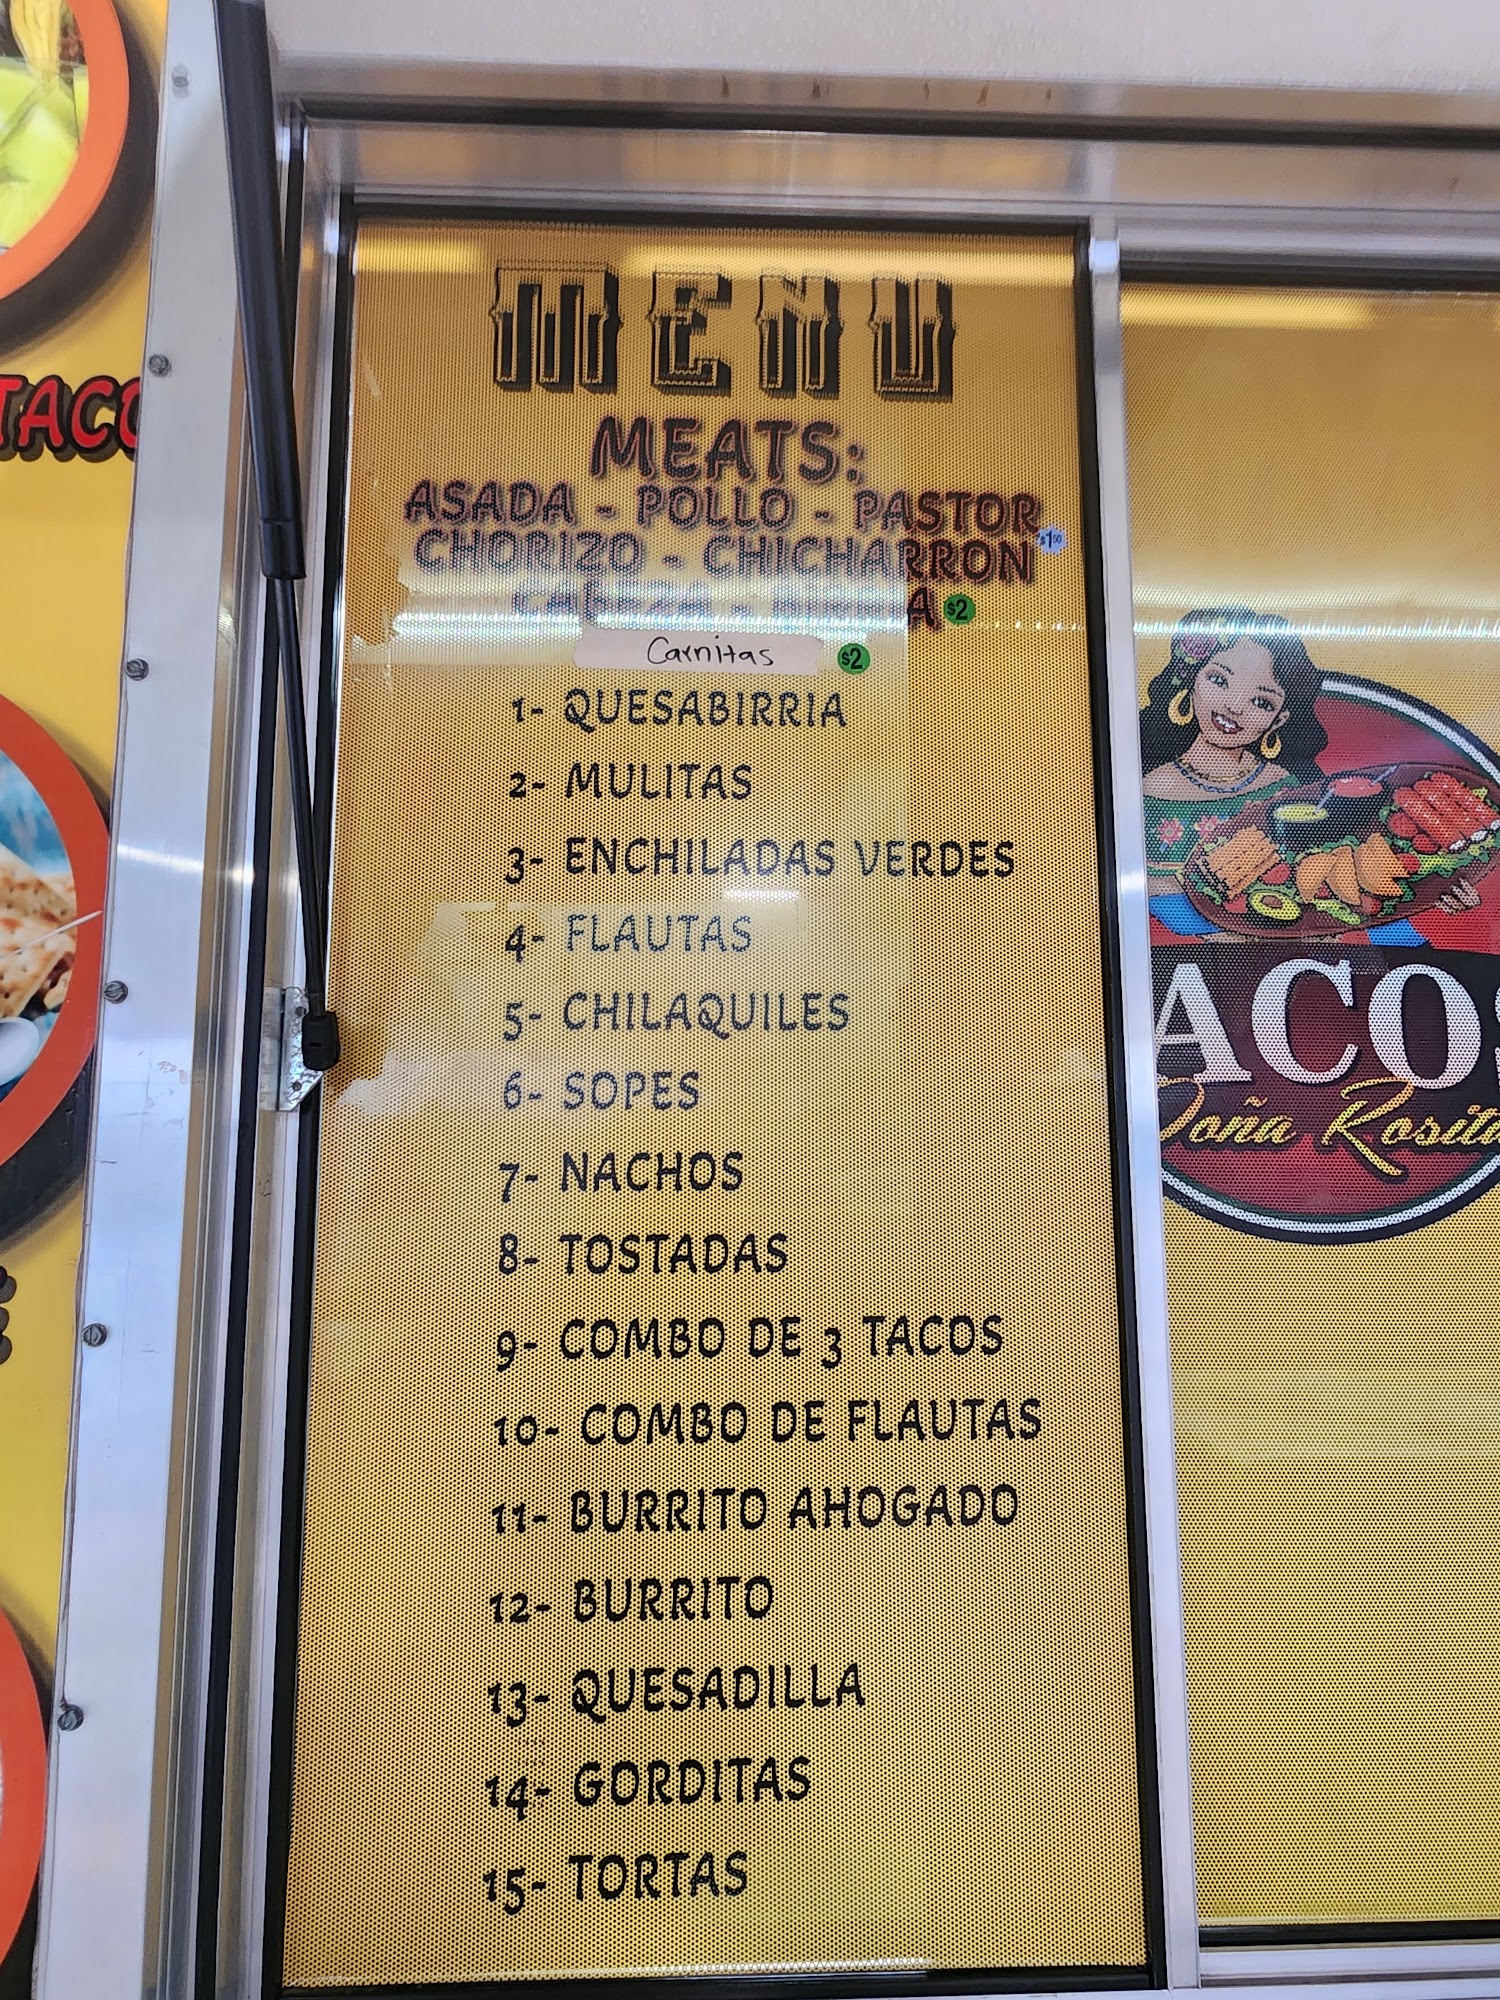 TACO
MENU
MEATS:
ASADA - POLLO - PASTOR
CHORIZO - CHICHARRON $1⁵⁰
CABEZA - $2
Carnitas $2
1- QUESABIRRIA
2- MULITAS
3- ENCHILADAS VERDES
4- FLAUTAS
5- CHILAQUILES
6- SOPES
7- NACHOS
8- TOSTADAS
9- COMBO DE 3 TACOS
10- COMBO DE FLAUTAS
11- BURRITO AHOGADO
12- BURRITO
13- QUESADILLA
14- GORDITAS
15- TORTAS
ACOS
Doña Rosita